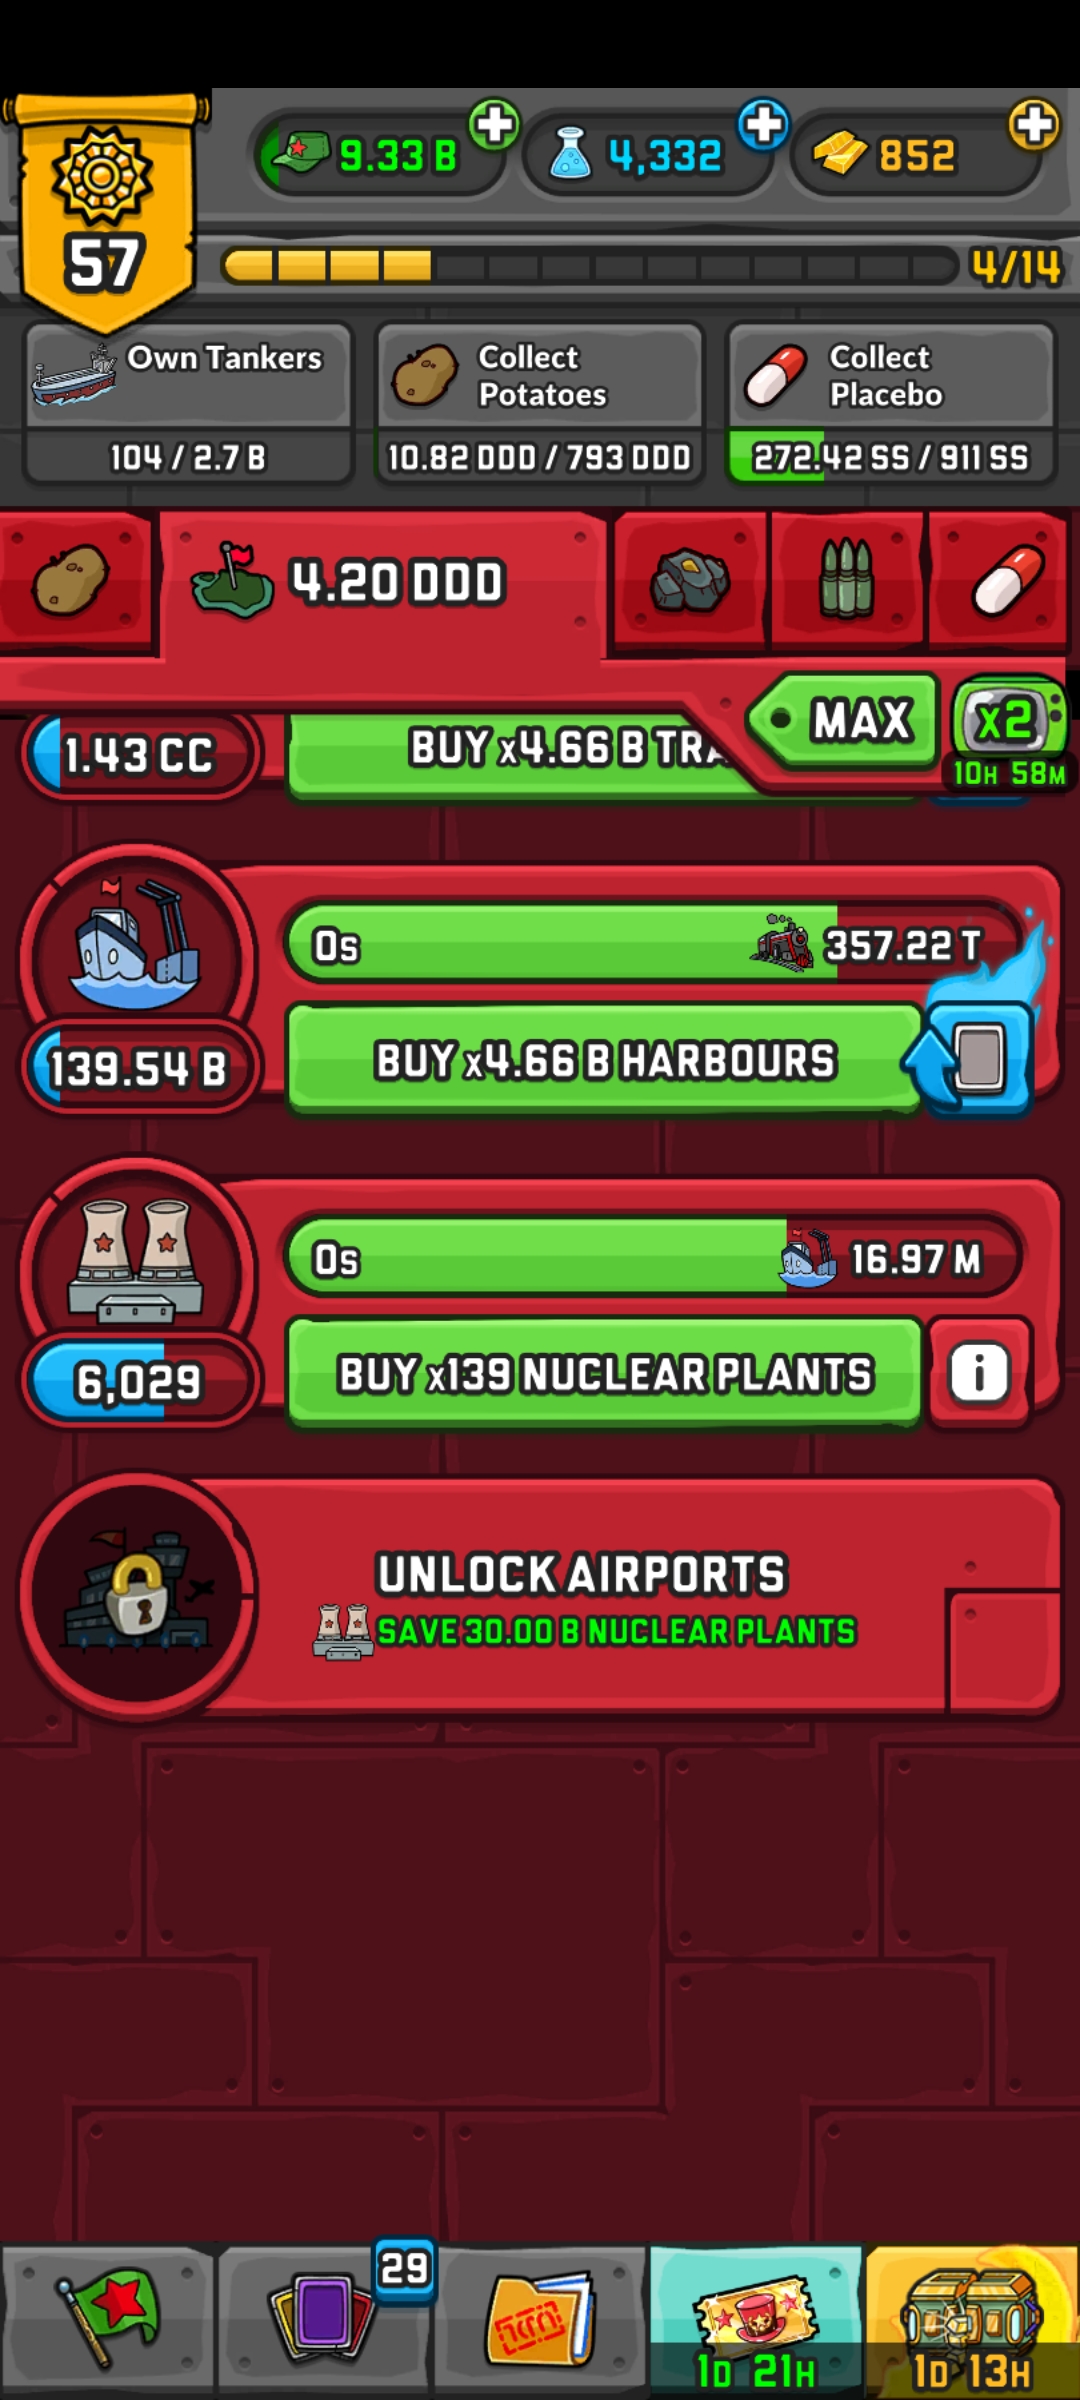 57
9.33 B
4,332
852
4/14
Own Tankers
104 / 2.7 B
Collect
Potatoes
10.82 DDD / 793 DDD
Collect
Placebo
272.42 SS / 911 SS
4.20 DDD
MAX
x2
10H 58M
1.43 CC
BUY x4.66 B TRA
0s
357.22 T
139.54 B
BUY x4.66 B HARBOURS
0s
16.97 M
6,029
BUY x139 NUCLEAR PLANTS
i
UNLOCK AIRPORTS
SAVE 30.00 B NUCLEAR PLANTS
29
1D 21H
1D 13H